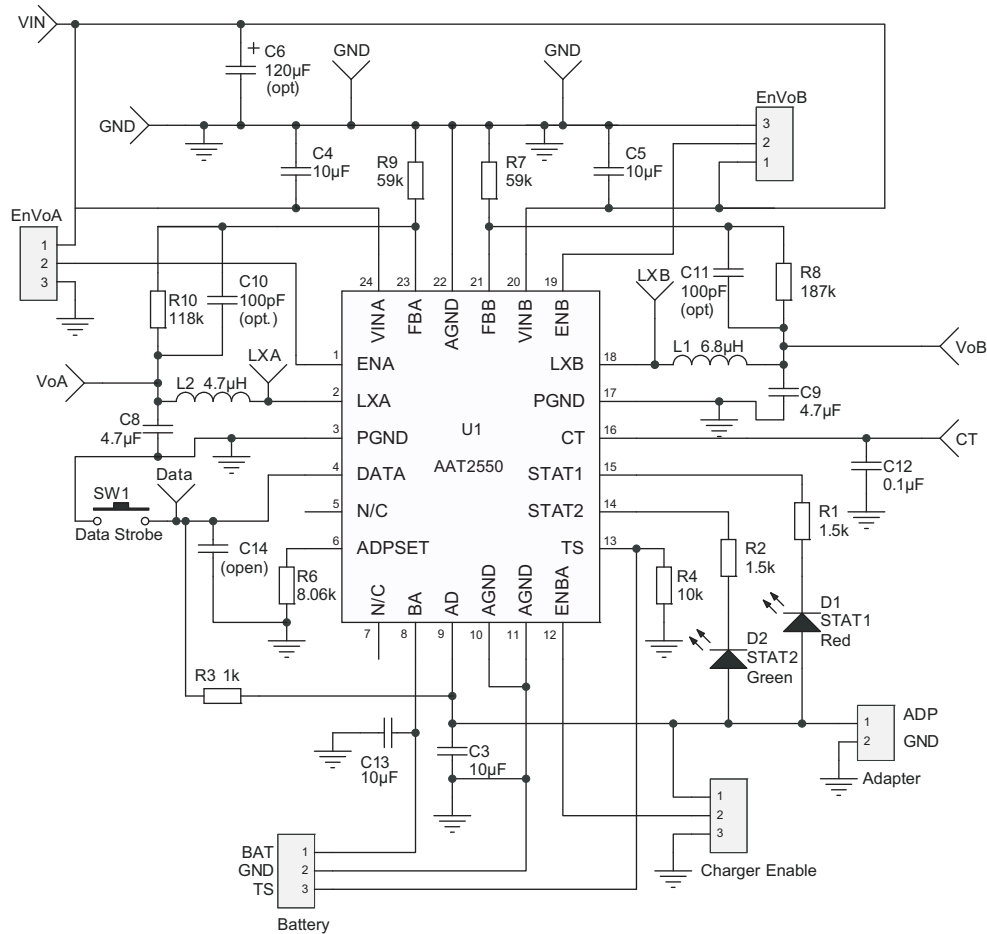 VIN
C6
120µF
(opt)
+
GND
GND
GND
EnVoB
3
2
1
C4
10µF
R9
59k
R7
59k
C5
10µF
EnVoA
1
2
3
C10
100pF
(opt.)
R10
118k
24
23
22
21
20
19
VINA
FBA
AGND
FBB
VINB
ENB
LXB
C11
100pF
(opt)
R8
187k
LXA
VoA
L2 4.7µH
C8
4.7µF
1
ENA
2
LXA
3
PGND
4
DATA
5
N/C
6
ADPSET
U1
AAT2550
LXB
18
PGND
17
CT
16
STAT1
15
STAT2
14
TS
13
L1 6.8µH
VoB
C9
4.7µF
CT
C12
0.1µF
Data
SW1
Data Strobe
C14
(open)
R6
8.06k
R1
1.5k
R2
1.5k
R4
10k
N/C
BA
AD
AGND
AGND
ENBA
7
8
9
10
11
12
D1
STAT1
Red
D2
STAT2
Green
R3 1k
C13
10µF
C3
10µF
1
2
ADP
GND
Adapter
1
2
3
Charger Enable
BAT
GND
TS
1
2
3
Battery